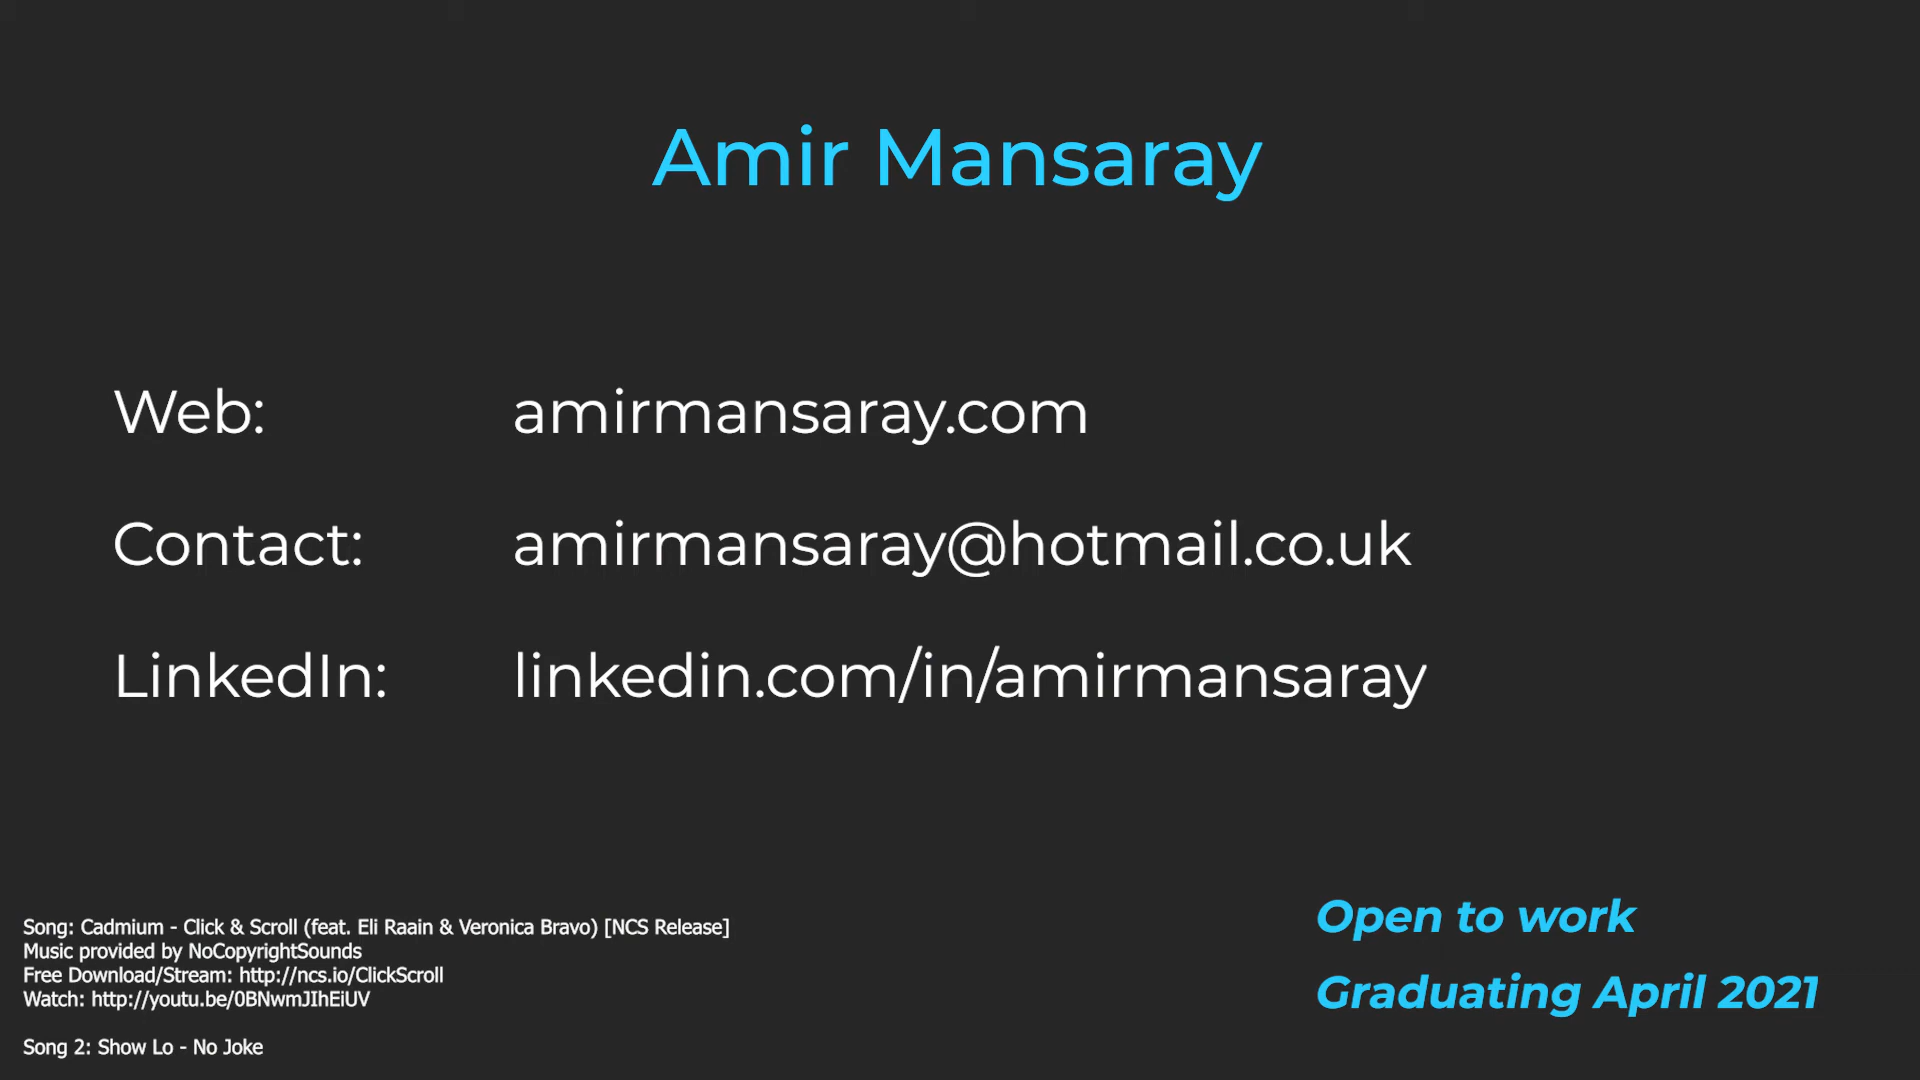 Amir Mansaray
Web: amirmansaray.com
Contact: amirmansaray@hotmail.co.uk
LinkedIn: linkedin.com/in/amirmansaray
Song: Cadmium - Click & Scroll (feat. Eli Raain & Veronica Bravo) [NCS Release]
Music provided by NoCopyrightSounds
Free Download/Stream: http://ncs.io/ClickScroll
Watch: http://youtu.be/0BNwmJIhEiUV
Song 2: Show Lo - No Joke
Open to work
Graduating April 2021